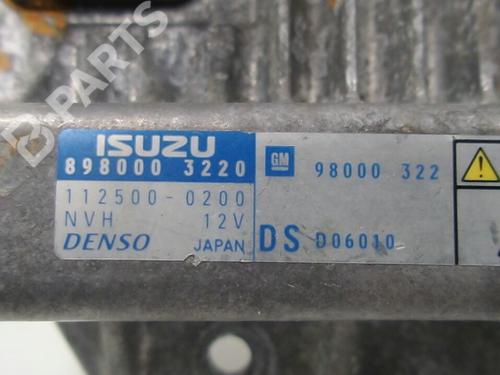 B-PARTS
ISUZU
898000 3220
112500-0200
NVH 12V
DENSO JAPAN
GM 98000 322
DS D06010